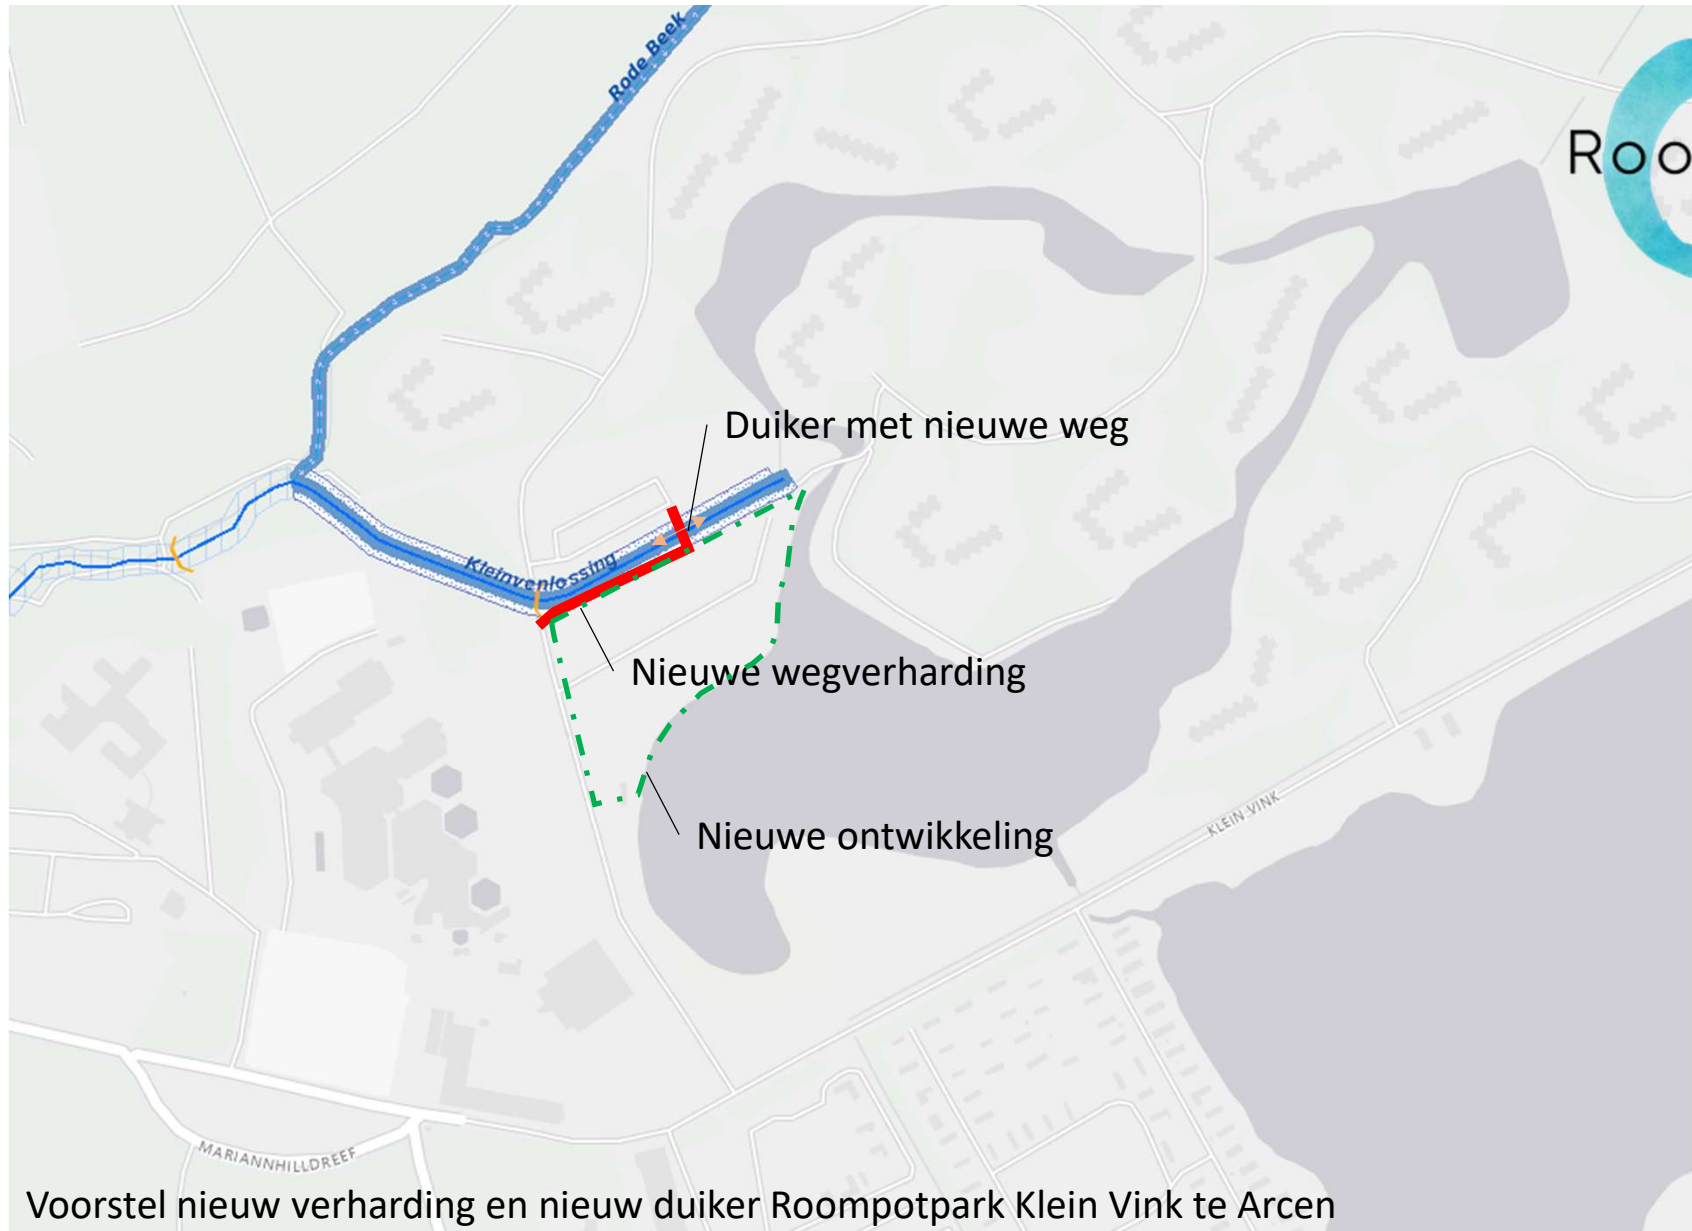 Rode Beek
Roo
Duiker met nieuwe weg
Kleinvenlossing
Nieuwe wegverharding
KLEIN VINK
Nieuwe ontwikkeling
MARIANNHILLDREEF
Voorstel nieuw verharding en nieuw duiker Roompotpark Klein Vink te Arcen